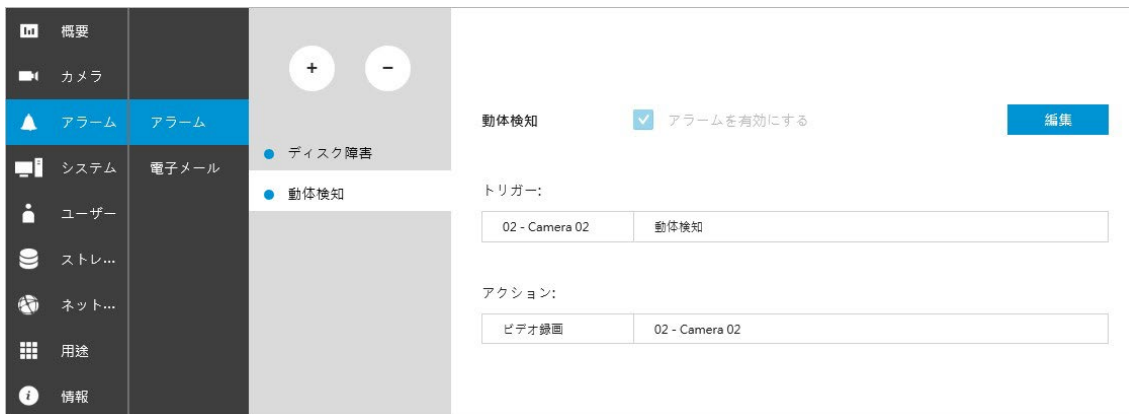 概要
カメラ
アラーム
システム
ユーザー
ストレ...
ネット...
用途
情報
アラーム
電子メール
+
-
ディスク障害
動体検知
動体検知
アラームを有効にする
編集
トリガー:
02 - Camera 02 動体検知
アクション:
ビデオ録画 02 - Camera 02